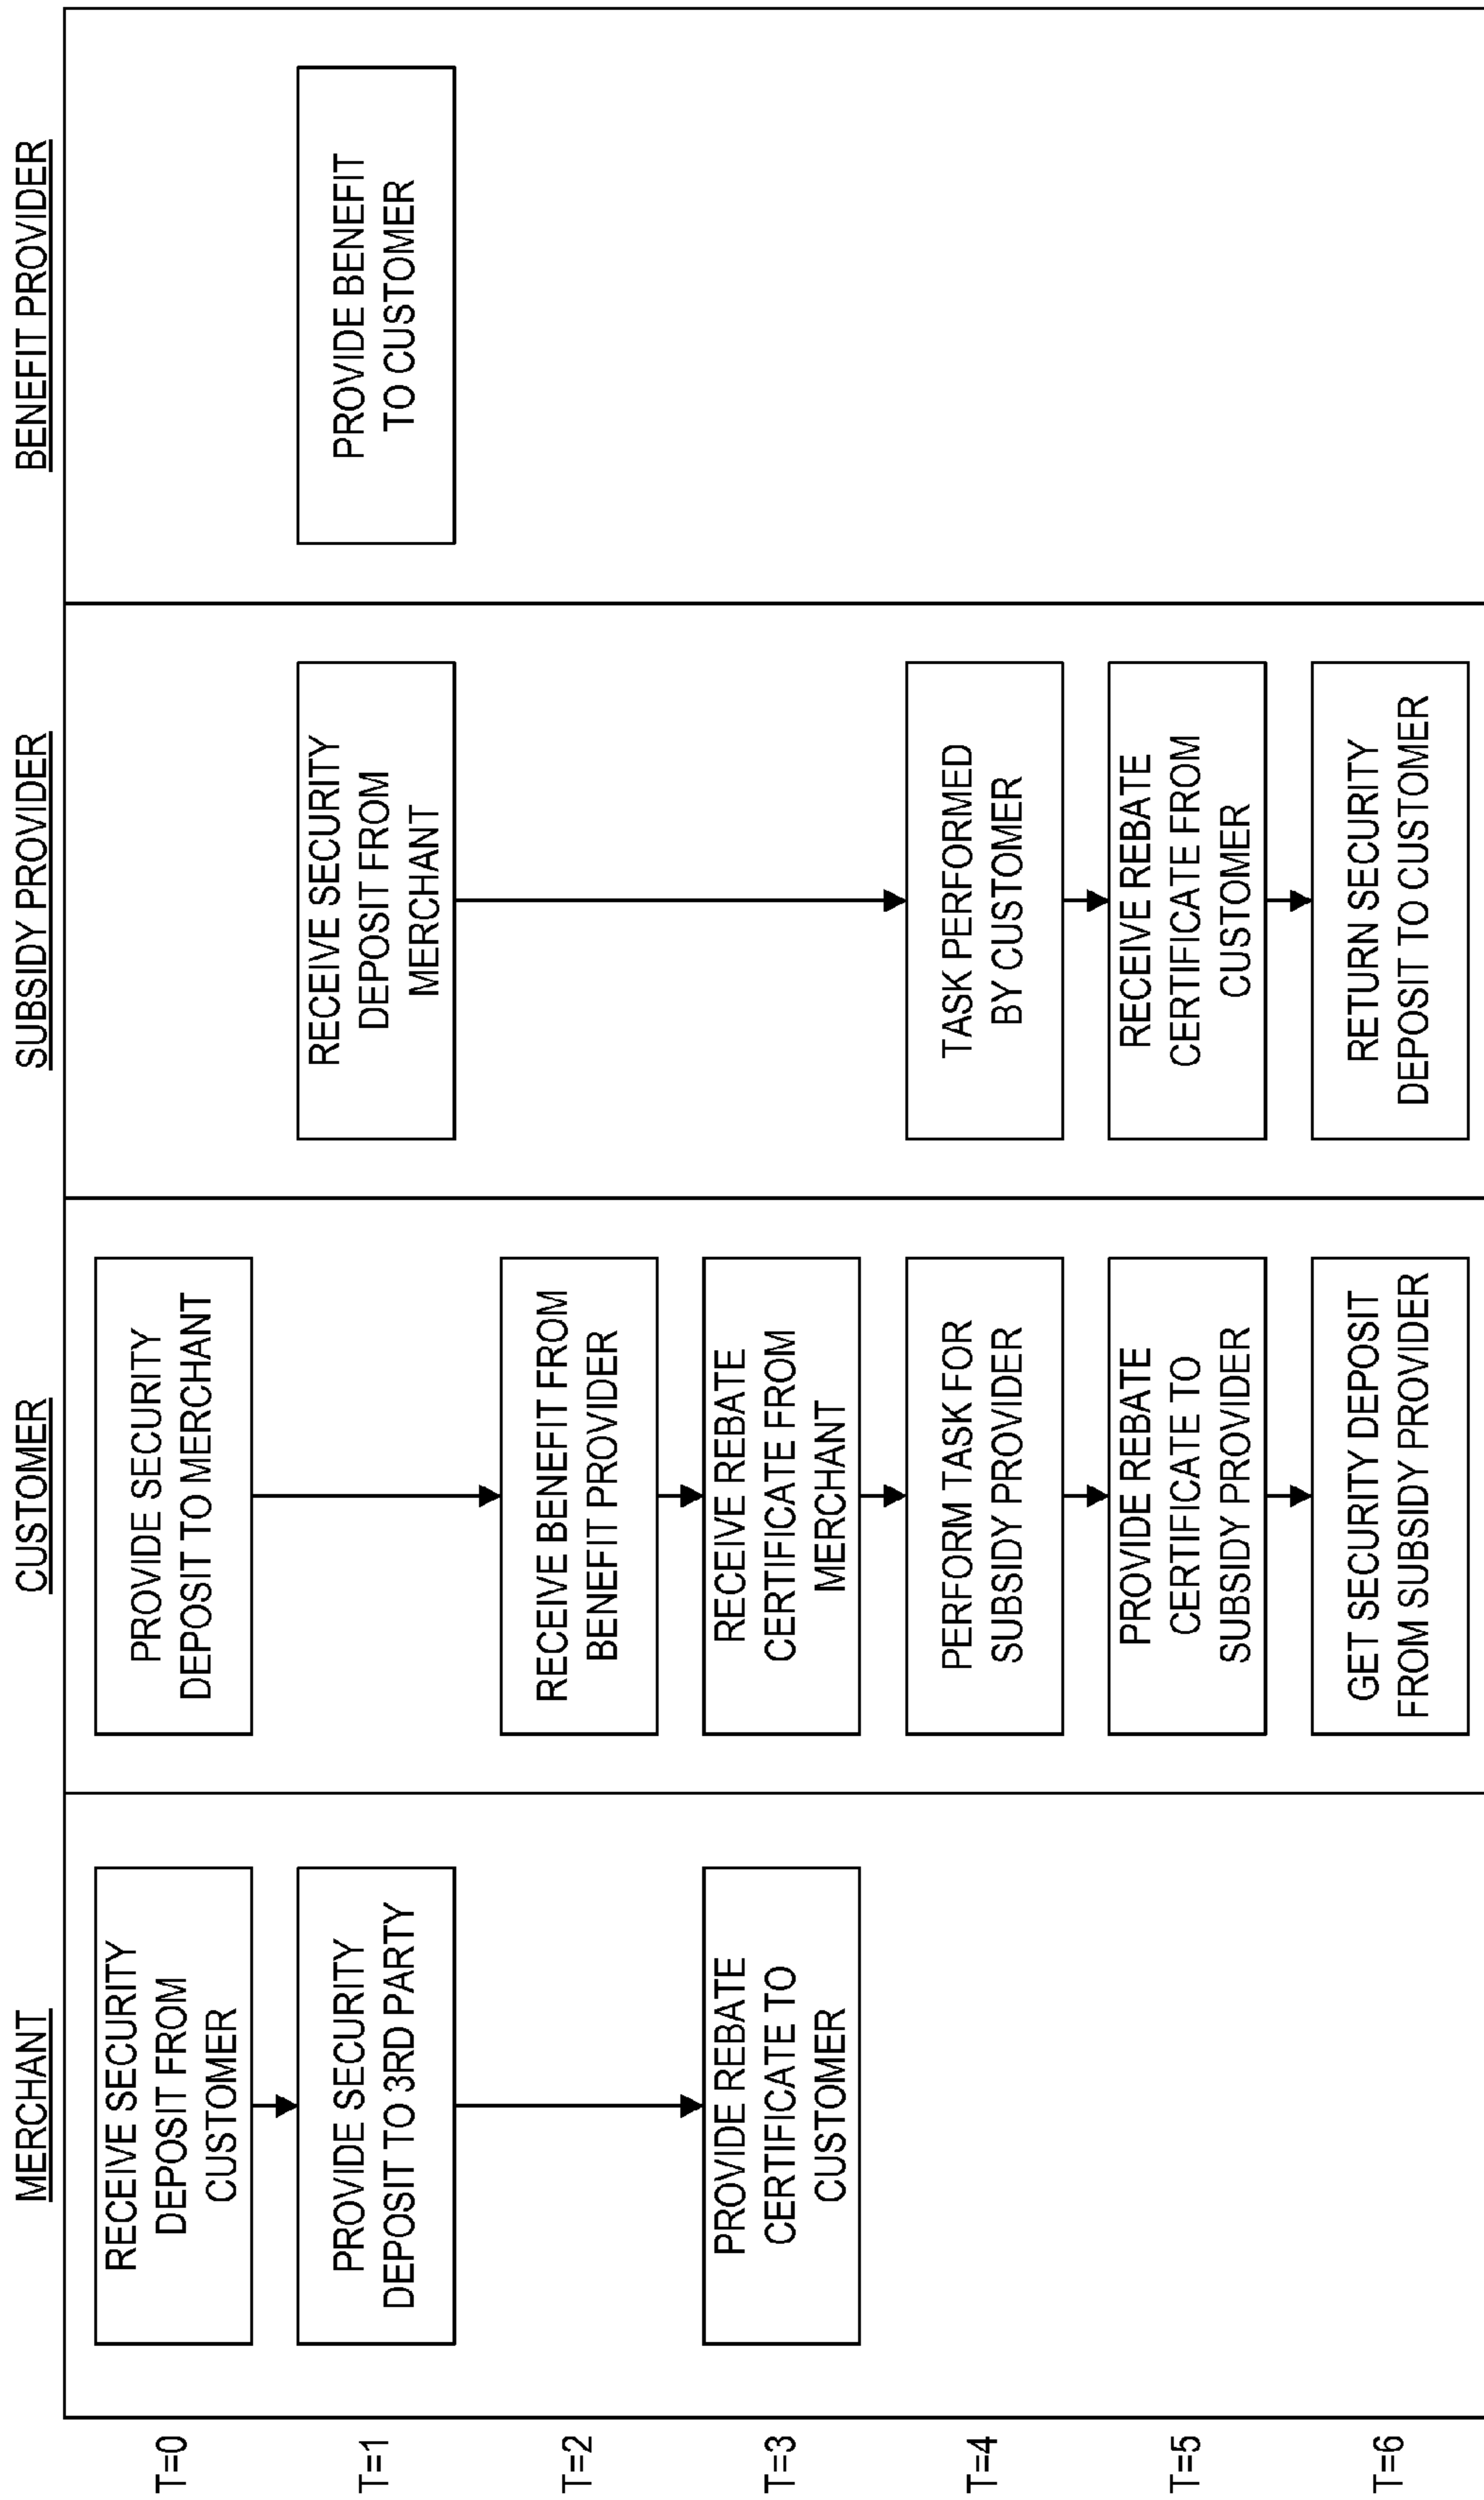 MERCHANT
CUSTOMER
SUBSIDY PROVIDER
BENEFIT PROVIDER
T=0
RECEIVE SECURITY
DEPOSIT FROM
CUSTOMER
PROVIDE SECURITY
DEPOSIT TO MERCHANT
T=1
PROVIDE SECURITY
DEPOSIT TO 3RD PARTY
RECEIVE SECURITY
DEPOSIT FROM
MERCHANT
PROVIDE BENEFIT
TO CUSTOMER
T=2
RECEIVE BENEFIT FROM
BENEFIT PROVIDER
T=3
PROVIDE REBATE
CERTIFICATE TO
CUSTOMER
RECEIVE REBATE
CERTIFICATE FROM
MERCHANT
T=4
PERFORM TASK FOR
SUBSIDY PROVIDER
TASK PERFORMED
BY CUSTOMER
T=5
PROVIDE REBATE
CERTIFICATE TO
SUBSIDY PROVIDER
RECEIVE REBATE
CERTIFICATE FROM
CUSTOMER
T=6
GET SECURITY DEPOSIT
FROM SUBSIDY PROVIDER
RETURN SECURITY
DEPOSIT TO CUSTOMER